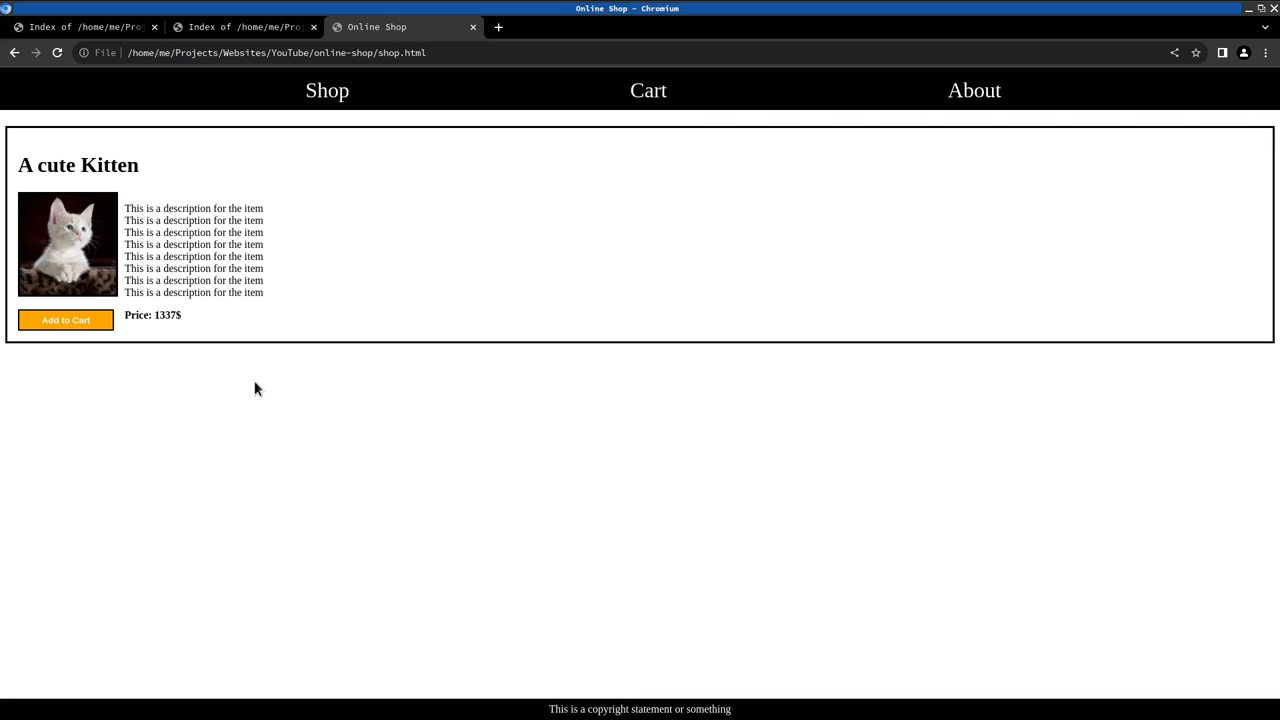 Online Shop - Chromium
Index of /home/me/Proj
Index of /home/me/Proj
Online Shop
File
/home/me/Projects/Websites/YouTube/online-shop/shop.html
Shop
Cart
About
A cute Kitten
This is a description for the item
This is a description for the item
This is a description for the item
This is a description for the item
This is a description for the item
This is a description for the item
This is a description for the item
This is a description for the item
Add to Cart
Price: 1337$
This is a copyright statement or something